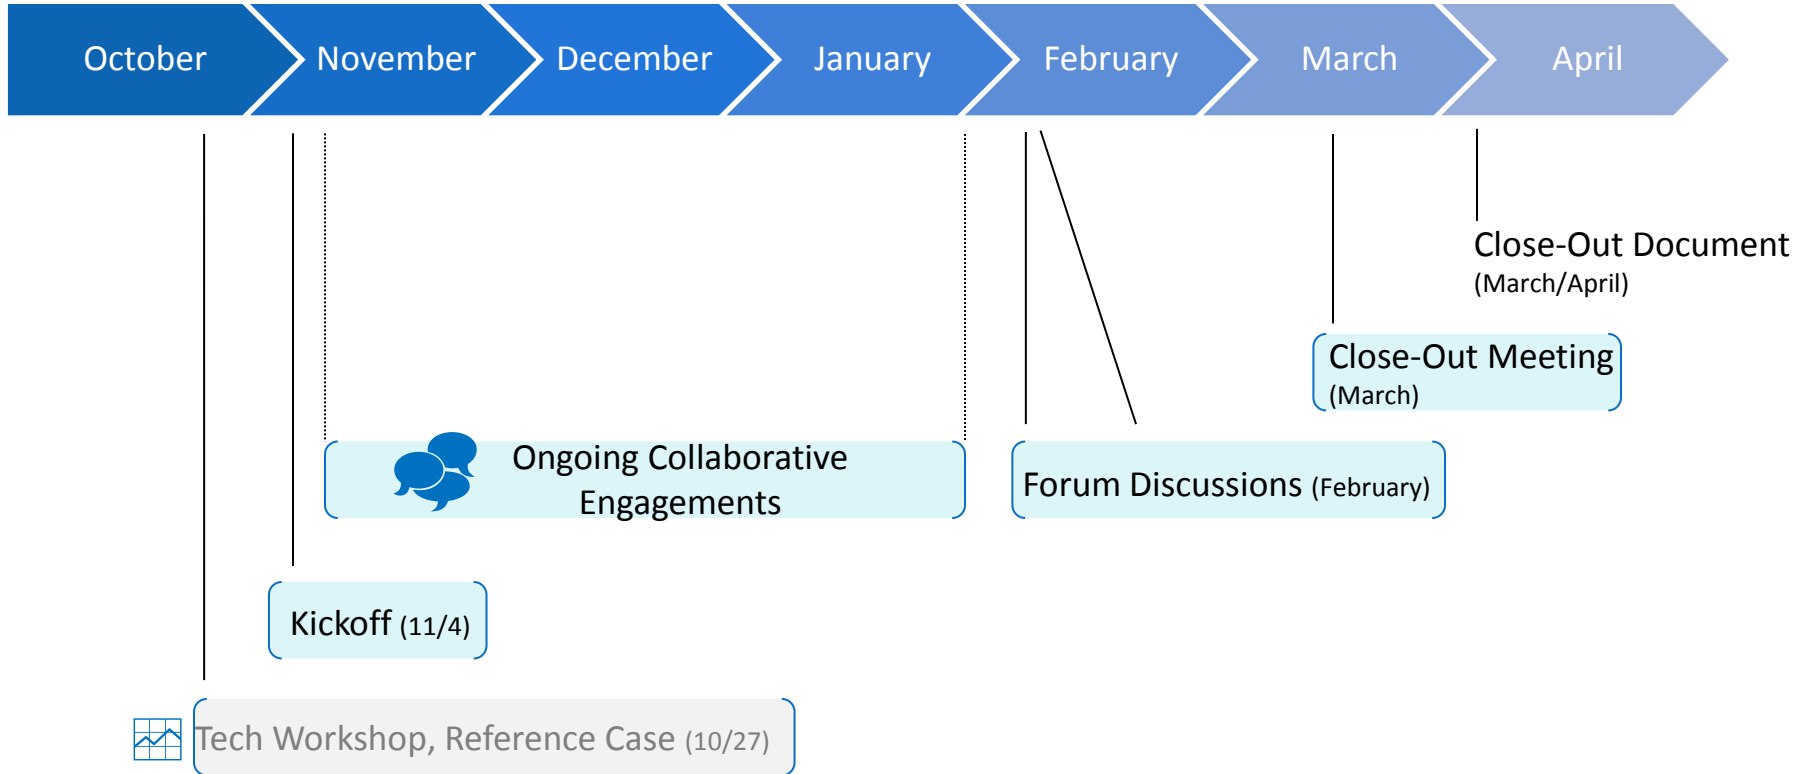 October
November
December
January
February
March
April
Close-Out Document
(March/April)
Close-Out Meeting
(March)
Ongoing Collaborative
Engagements
Forum Discussions (February)
Kickoff (11/4)
Tech Workshop, Reference Case (10/27)